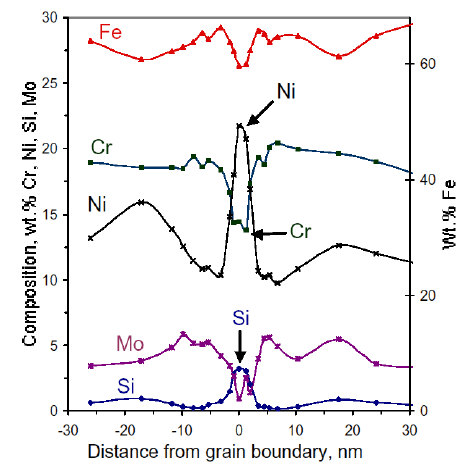 30
25
20
15
10
5
0
Composition, wt.% Cr, Ni, Si, Mo
Fe
Ni
Cr
Ni
Cr
Si
Mo
Si
60
40
20
0
Wt.% Fe
-30 -20 -10 0 10 20 30
Distance from grain boundary, nm